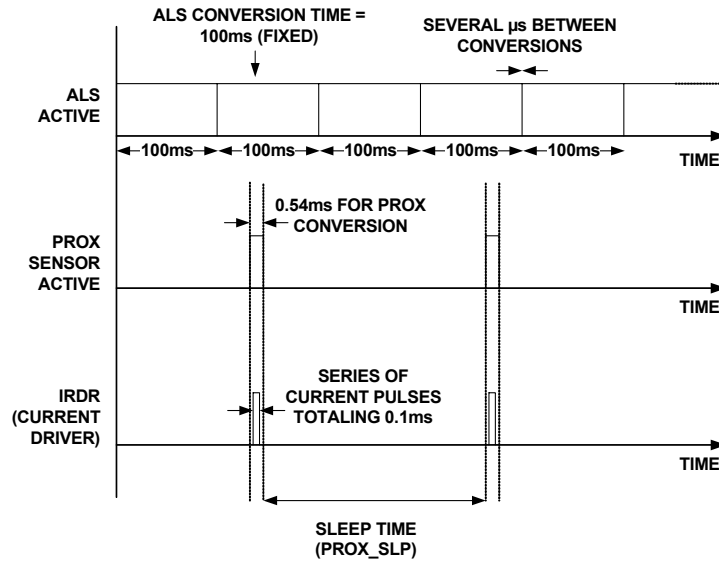 ALS CONVERSION TIME =
100ms (FIXED)
SEVERAL µs BETWEEN
CONVERSIONS
ALS
ACTIVE
100ms
100ms
100ms
100ms
100ms
TIME
0.54ms FOR PROX
CONVERSION
PROX
SENSOR
ACTIVE
TIME
SERIES OF
CURRENT PULSES
TOTALING 0.1ms
IRDR
(CURRENT
DRIVER)
TIME
SLEEP TIME
(PROX_SLP)